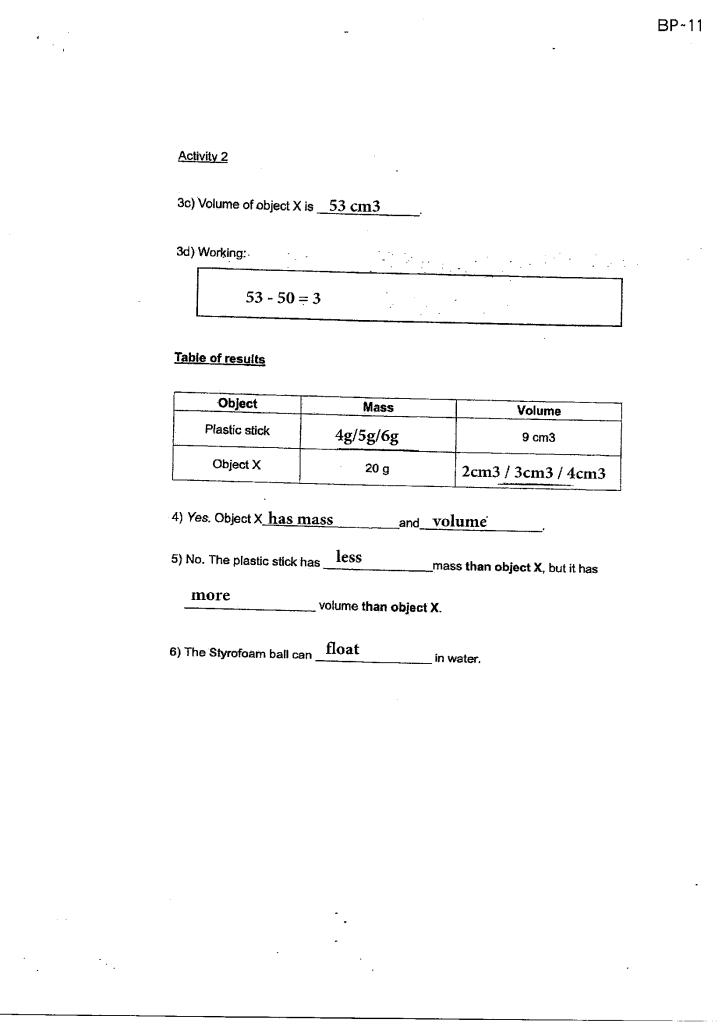 BP-11
Activity 2
3c) Volume of object X is 53 cm3.
3d) Working:
53 - 50 = 3
Table of results
Object Mass Volume
Plastic stick 4g/5g/6g 9 cm3
Object X 20 g 2cm3 / 3cm3 / 4cm3
4) Yes. Object X has mass and volume.
5) No. The plastic stick has less mass than object X, but it has
more volume than object X.
6) The Styrofoam ball can float in water.